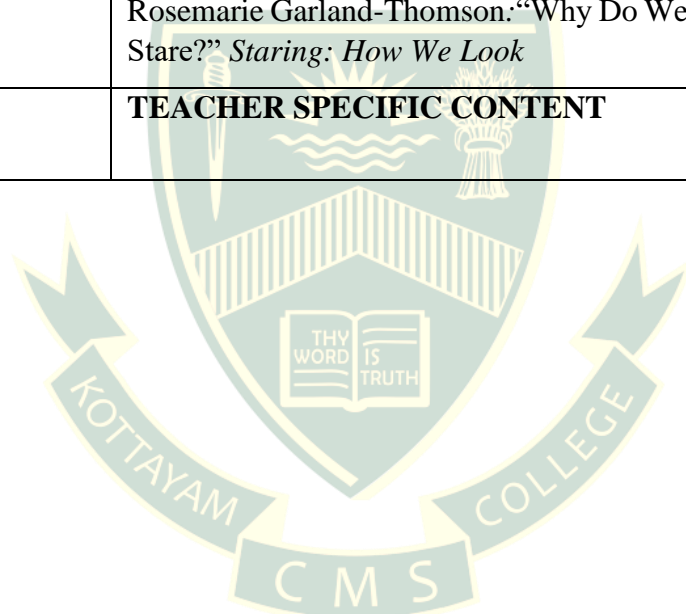 Rosemarie Garland-Thomson:“Why Do We
Stare?” Staring: How We Look
TEACHER SPECIFIC CONTENT
THY
WORD IS
TRUTH
KOTTAYAM
COLLEGE
CMS